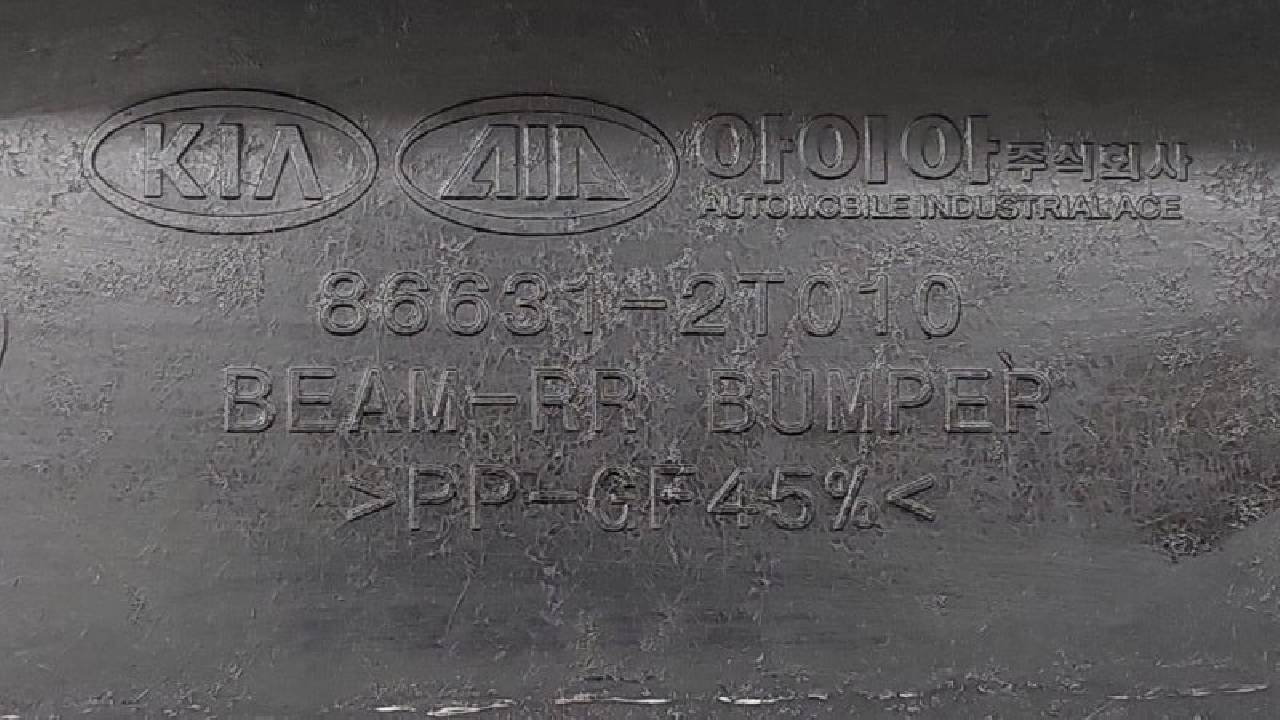 KIA AIA 아이아 주식회사
AUTOMOBILE INDUSTRIAL ACE
86631-2T010
BEAM-RR BUMPER
>PP-GF45%<